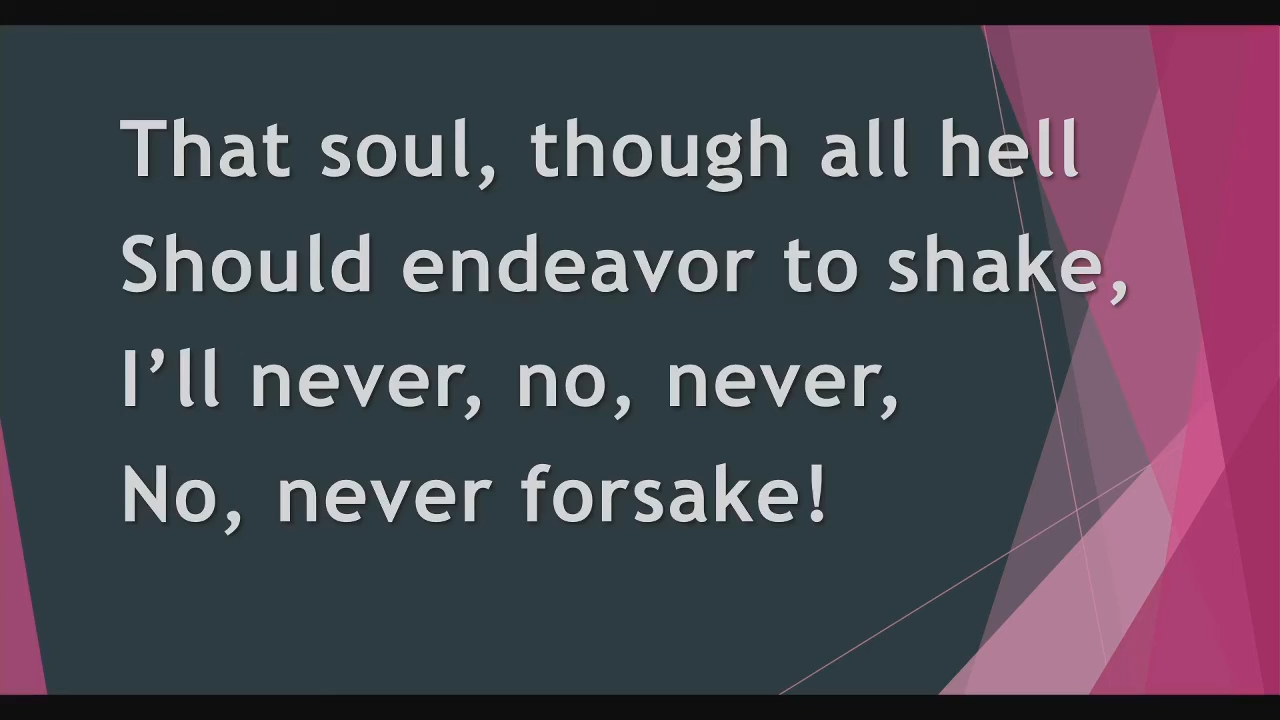 That soul, though all hell
Should endeavor to shake,
I’ll never, no, never,
No, never forsake!